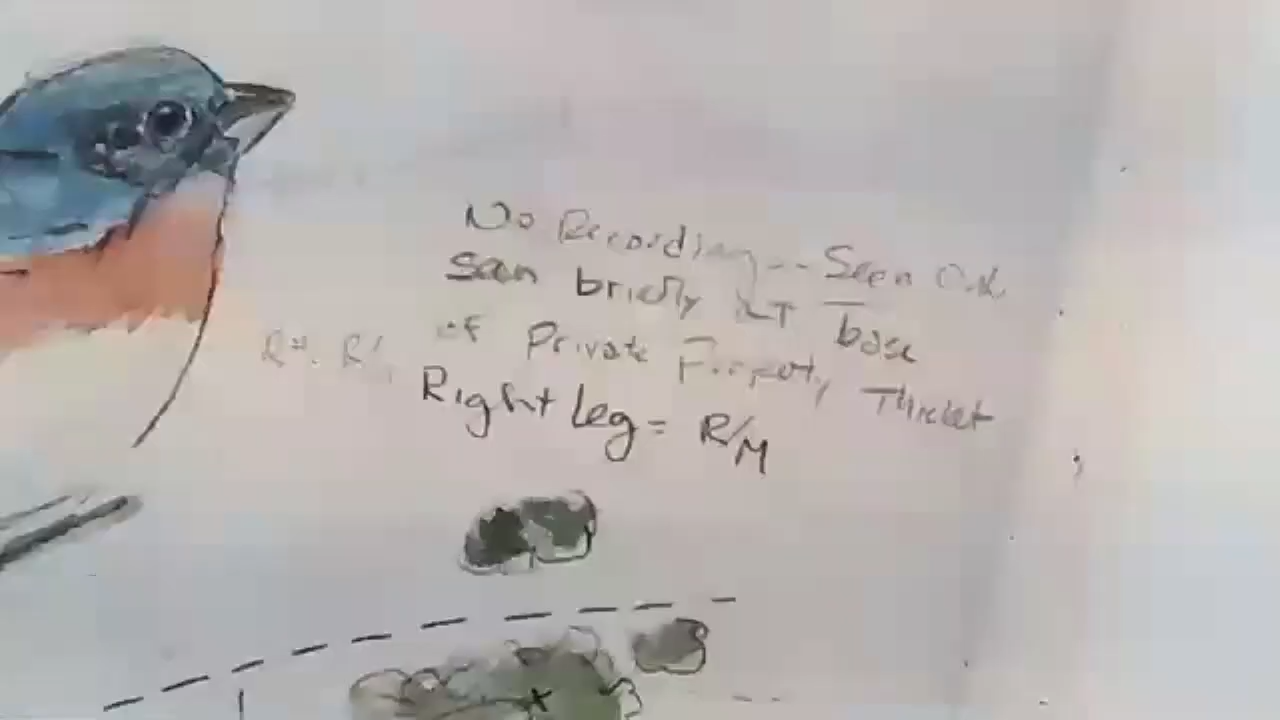 No Recording -- Seen
Seen briefly AT base
of Private Property Thicket
Right Leg = R/M
x